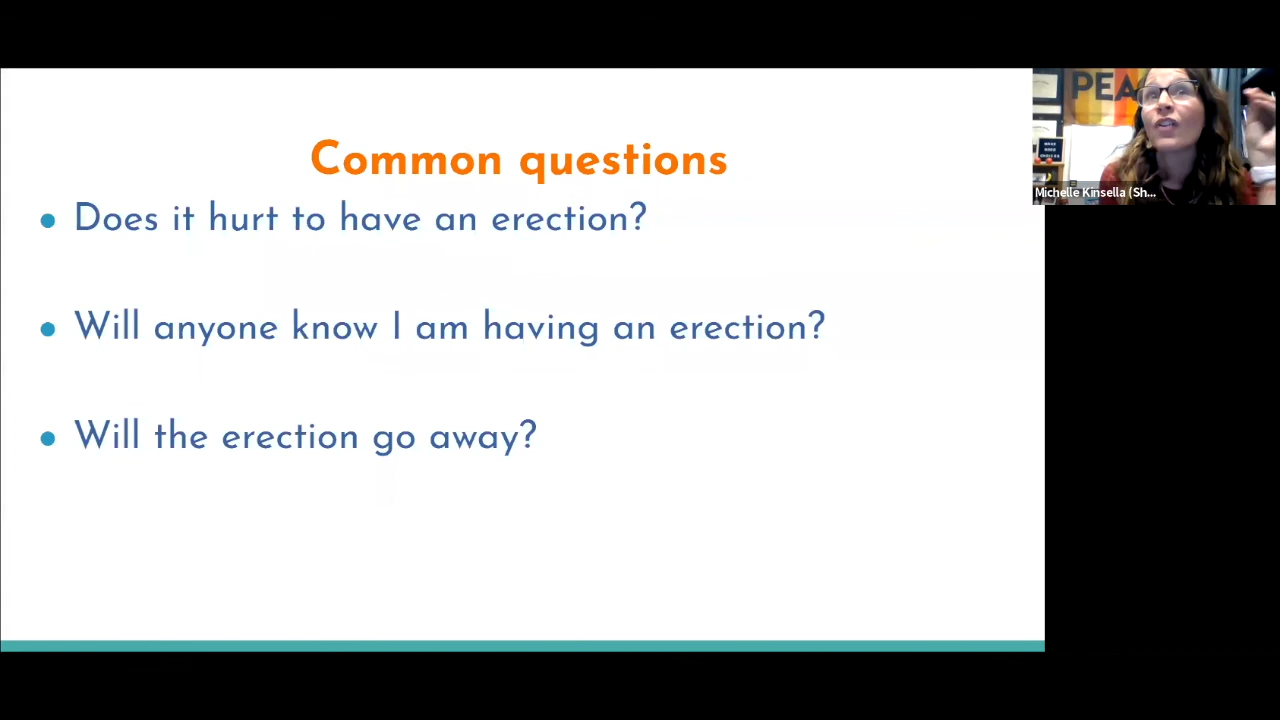 Common questions
Does it hurt to have an erection?
Will anyone know I am having an erection?
Will the erection go away?
PEA
Michelle Kinsella (Sh...